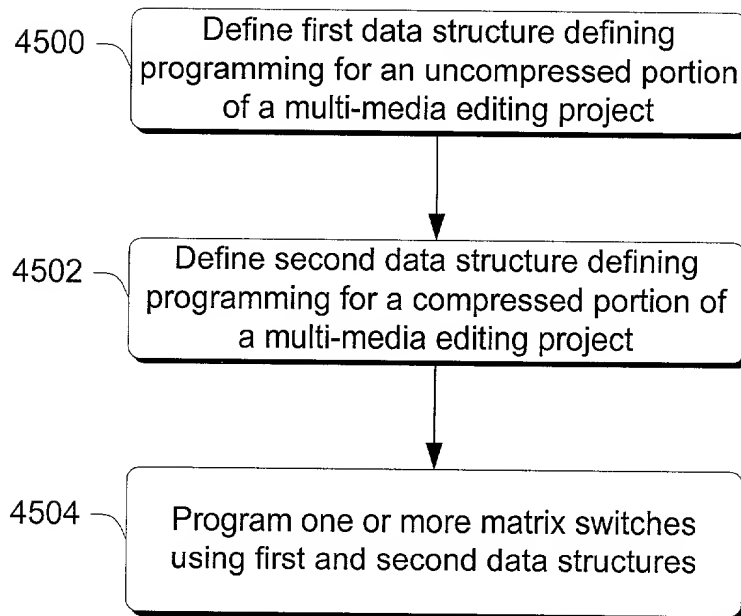 4500
Define first data structure defining
programming for an uncompressed portion
of a multi-media editing project
4502
Define second data structure defining
programming for a compressed portion of
a multi-media editing project
4504
Program one or more matrix switches
using first and second data structures